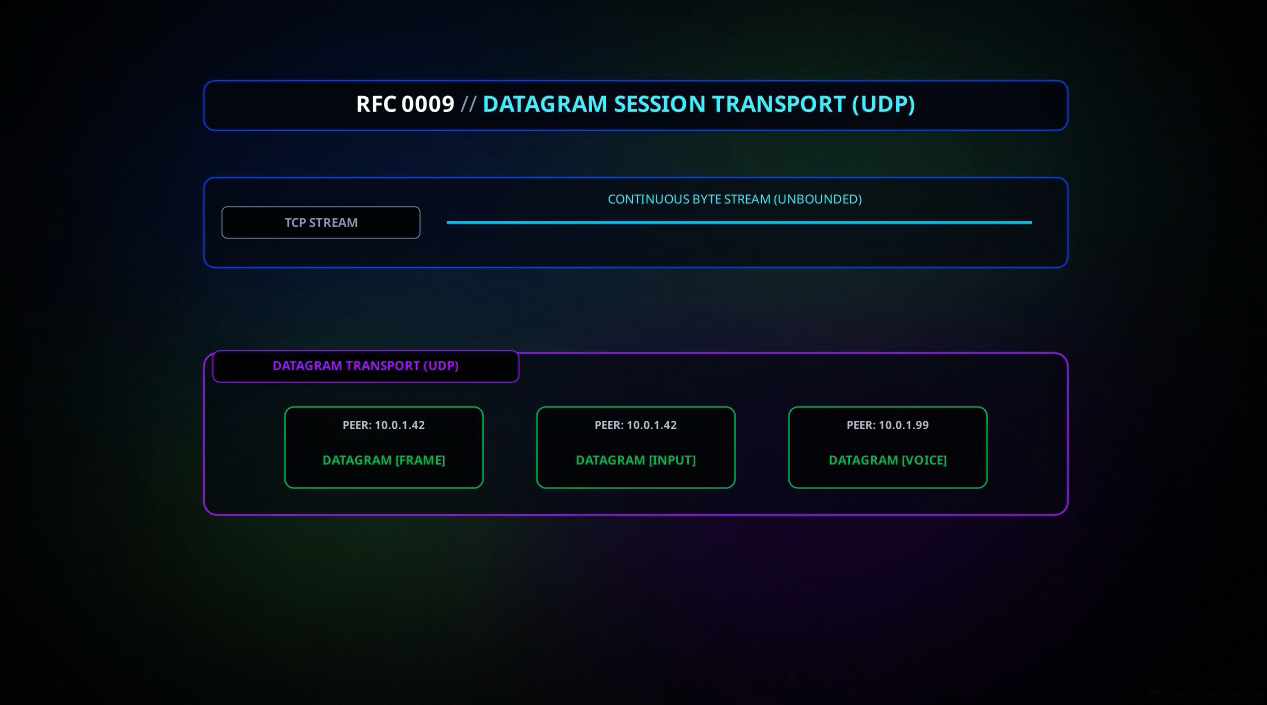 RFC 0009 // DATAGRAM SESSION TRANSPORT (UDP)
CONTINUOUS BYTE STREAM (UNBOUNDED)
TCP STREAM
DATAGRAM TRANSPORT (UDP)
PEER: 10.0.1.42
DATAGRAM [FRAME]
PEER: 10.0.1.42
DATAGRAM [INPUT]
PEER: 10.0.1.99
DATAGRAM [VOICE]